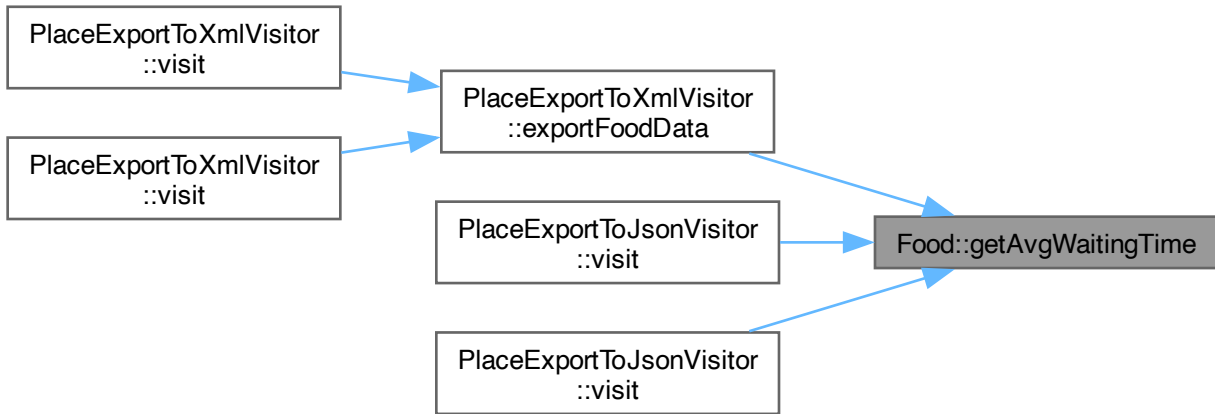 PlaceExportToXmlVisitor
::visit
PlaceExportToXmlVisitor
::visit
PlaceExportToXmlVisitor
::exportFoodData
PlaceExportToJsonVisitor
::visit
PlaceExportToJsonVisitor
::visit
Food::getAvgWaitingTime